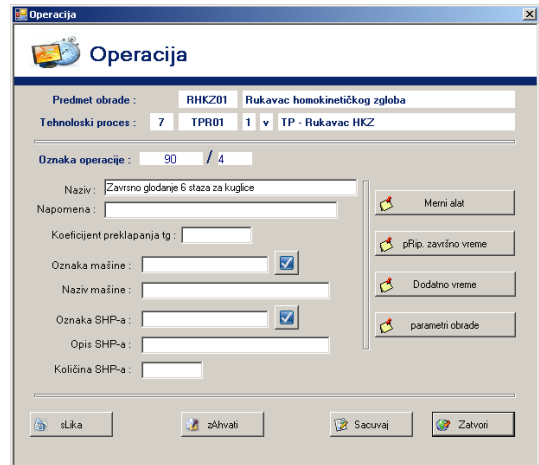 Operacija
Operacija
Predmet obrade : RHKZ01 Rukavac homokinetičkog zgloba
Tehnoloski proces : 7 TPR01 1 v TP - Rukavac HKZ
Oznaka operacije : 90 / 4
Naziv : Zavrsno glodanje 6 staza za kuglice
Napomena :
Koeficijent preklapanja tg :
Oznaka mašine :
Naziv mašine :
Oznaka SHP-a :
Opis SHP-a :
Količina SHP-a :
Merni alat
pRip. završno vreme
Dodatno vreme
parametri obrade
sLika zAhvati Sacuvaj Zatvori